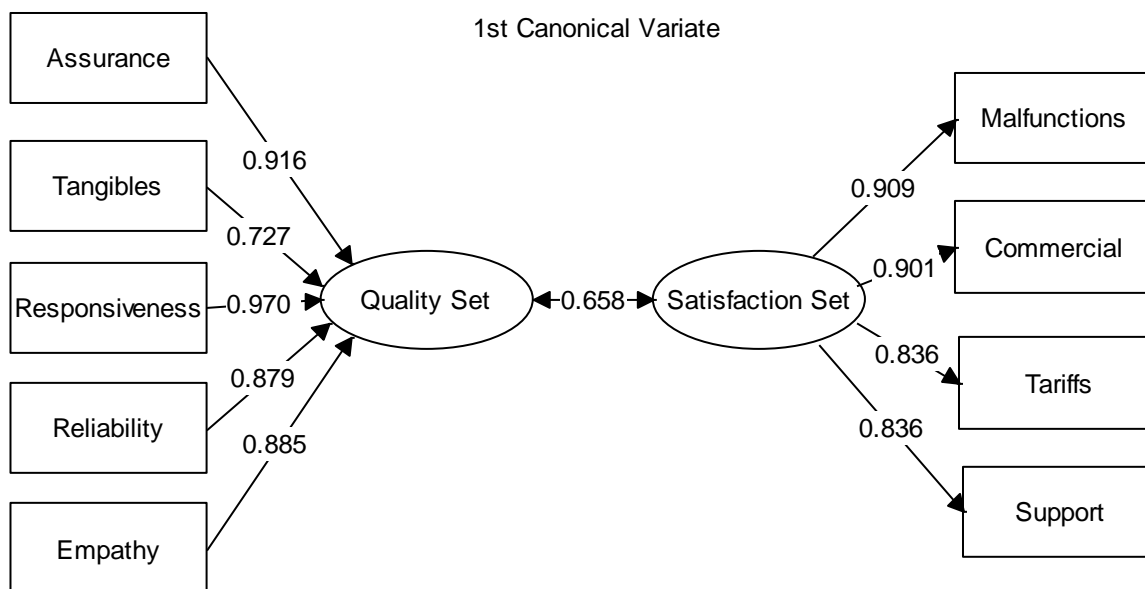 1st Canonical Variate
Assurance
Tangibles
Responsiveness
Reliability
Empathy
0.916
0.727
0.970
0.879
0.885
Quality Set
0.658
Satisfaction Set
0.909
0.901
0.836
0.836
Malfunctions
Commercial
Tariffs
Support